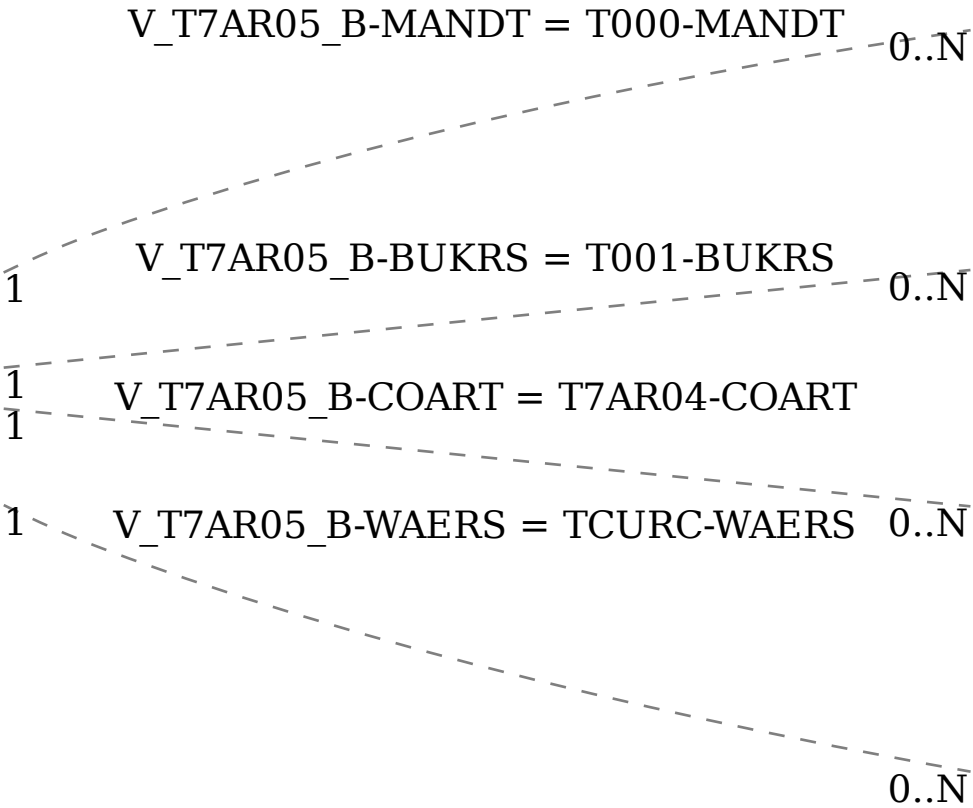 V_T7AR05_B-MANDT = T000-MANDT
0..N
1
V_T7AR05_B-BUKRS = T001-BUKRS
0..N
1
V_T7AR05_B-COART = T7AR04-COART
1
0..N
1
V_T7AR05_B-WAERS = TCURC-WAERS
0..N